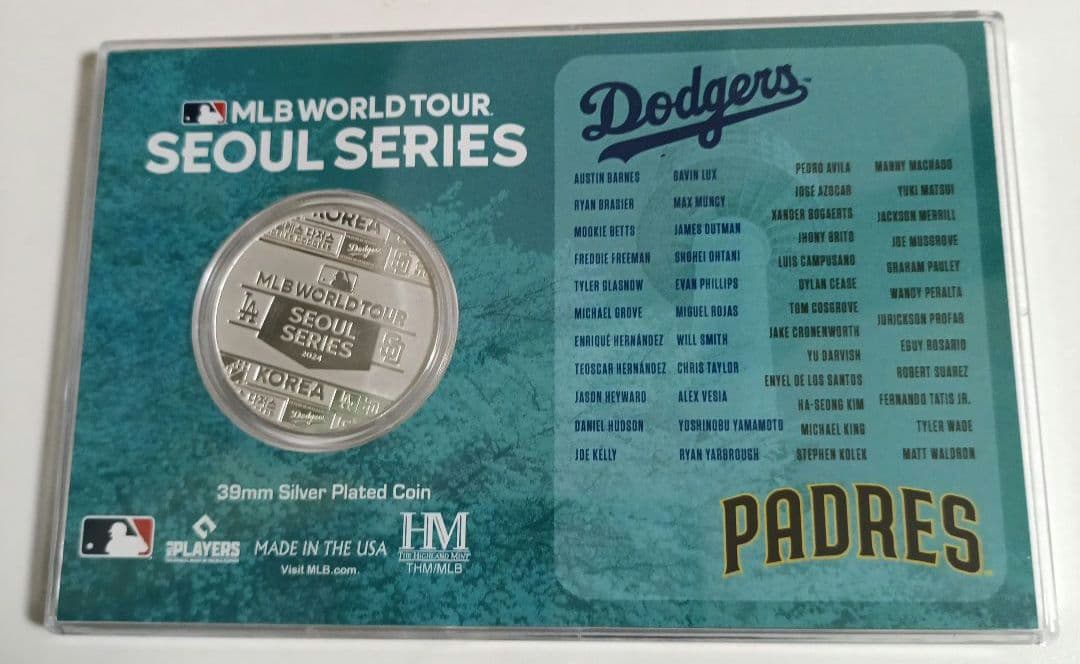 MLB WORLD TOUR
SEOUL SERIES
KOREA
Dodgers
MLB WORLD TOUR
LA
SEOUL
SERIES
2024
SD
KOREA
Dodgers
39mm Silver Plated Coin
PLAYERS
MADE IN THE USA
Visit MLB.com.
HM
THE HIGHLAND MINT
THM/MLB
Dodgers
AUSTIN BARNES
RYAN BRASIER
MOOKIE BETTS
FREDDIE FREEMAN
TYLER GLASNOW
MICHAEL GROVE
ENRIQUÉ HERNÁNDEZ
TEOSCAR HERNÁNDEZ
JASON HEYWARD
DANIEL HUDSON
JOE KELLY
GAVIN LUX
MAX MUNCY
JAMES OUTMAN
SHOHEI OHTANI
EVAN PHILLIPS
MIGUEL ROJAS
WILL SMITH
CHRIS TAYLOR
ALEX VESIA
YOSHINOBU YAMAMOTO
RYAN YARBROUGH
PEDRO AVILA
JOSE AZOCAR
XANDER BOGAERTS
JHONY BRITO
LUIS CAMPUSANO
DYLAN CEASE
TOM COSGROVE
JAKE CRONENWORTH
YU DARVISH
ENYEL DE LOS SANTOS
HA-SEONG KIM
MICHAEL KING
STEPHEN KOLEK
MANNY MACHADO
YUKI MATSUI
JACKSON MERRILL
JOE MUSGROVE
GRAHAM PAULEY
WANDY PERALTA
JURICKSON PROFAR
EGUY ROSARIO
ROBERT SUAREZ
FERNANDO TATIS JR.
TYLER WADE
MATT WALDRON
PADRES